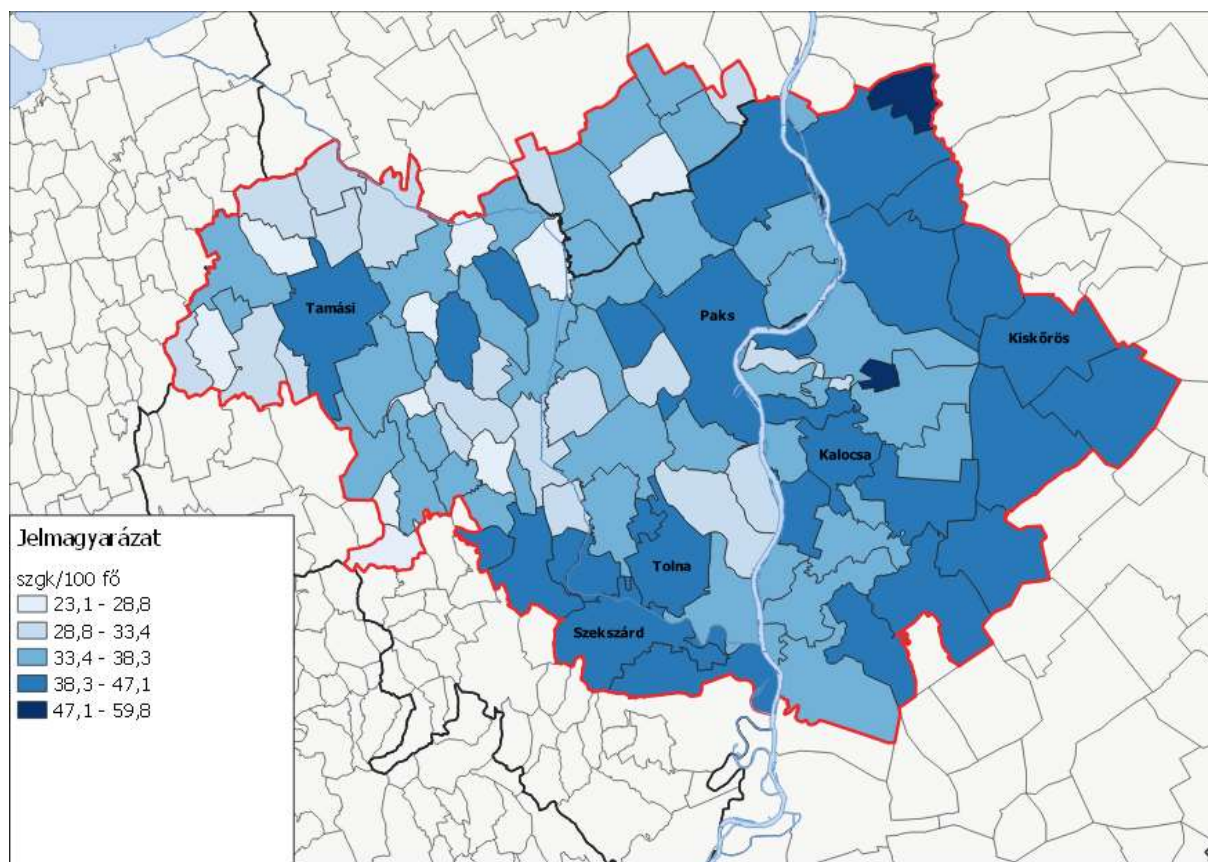 Tamási
Paks
Kiskőrös
Kalocsa
Tolna
Szekszárd
Jelmagyarázat
szgk/100 fő
23,1 - 28,8
28,8 - 33,4
33,4 - 38,3
38,3 - 47,1
47,1 - 59,8